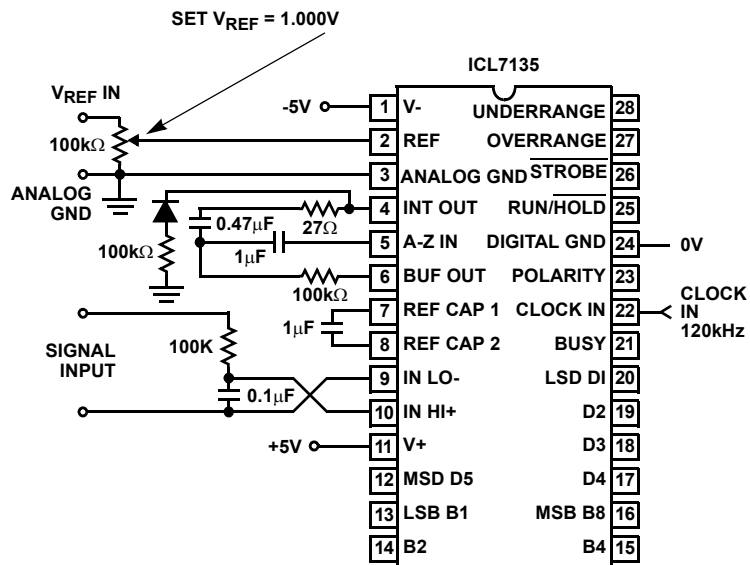 SET VREF = 1.000V
ICL7135
VREF IN
100kΩ
ANALOG
GND
-5V
1 V-
2 REF
3 ANALOG GND
4 INT OUT
5 A-Z IN
6 BUF OUT
7 REF CAP 1
8 REF CAP 2
9 IN LO-
10 IN HI+
11 V+
12 MSD D5
13 LSB B1
14 B2
UNDERRANGE 28
OVERRANGE 27
STROBE 26
RUN/HOLD 25
DIGITAL GND 24
POLARITY 23
CLOCK IN 22
BUSY 21
LSD DI 20
D2 19
D3 18
D4 17
MSB B8 16
B4 15
0V
CLOCK
IN
120kHz
0.47µF
27Ω
100kΩ
1µF
100kΩ
1µF
SIGNAL
INPUT
100K
0.1µF
+5V